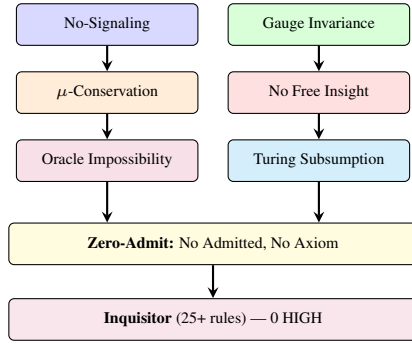 No-Signaling
Gauge Invariance
μ-Conservation
No Free Insight
Oracle Impossibility
Turing Subsumption
Zero-Admit: No Admitted, No Axiom
Inquisitor (25+ rules) — 0 HIGH